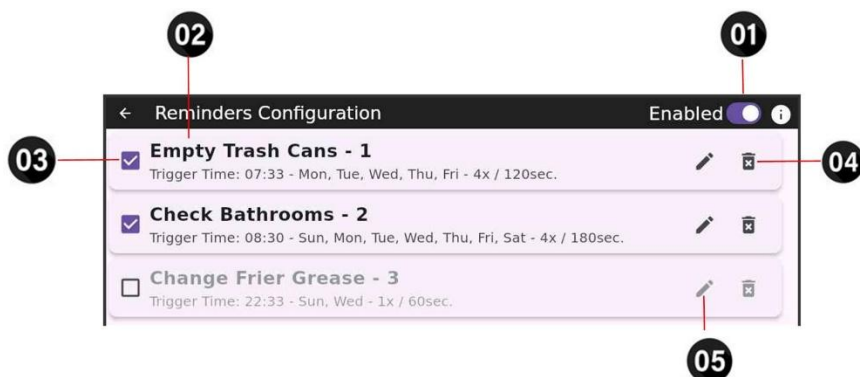 02
01
← Reminders Configuration Enabled i
03
Empty Trash Cans - 1
Trigger Time: 07:33 - Mon, Tue, Wed, Thu, Fri - 4x / 120sec.
04
Check Bathrooms - 2
Trigger Time: 08:30 - Sun, Mon, Tue, Wed, Thu, Fri, Sat - 4x / 180sec.
Change Frier Grease - 3
Trigger Time: 22:33 - Sun, Wed - 1x / 60sec.
05